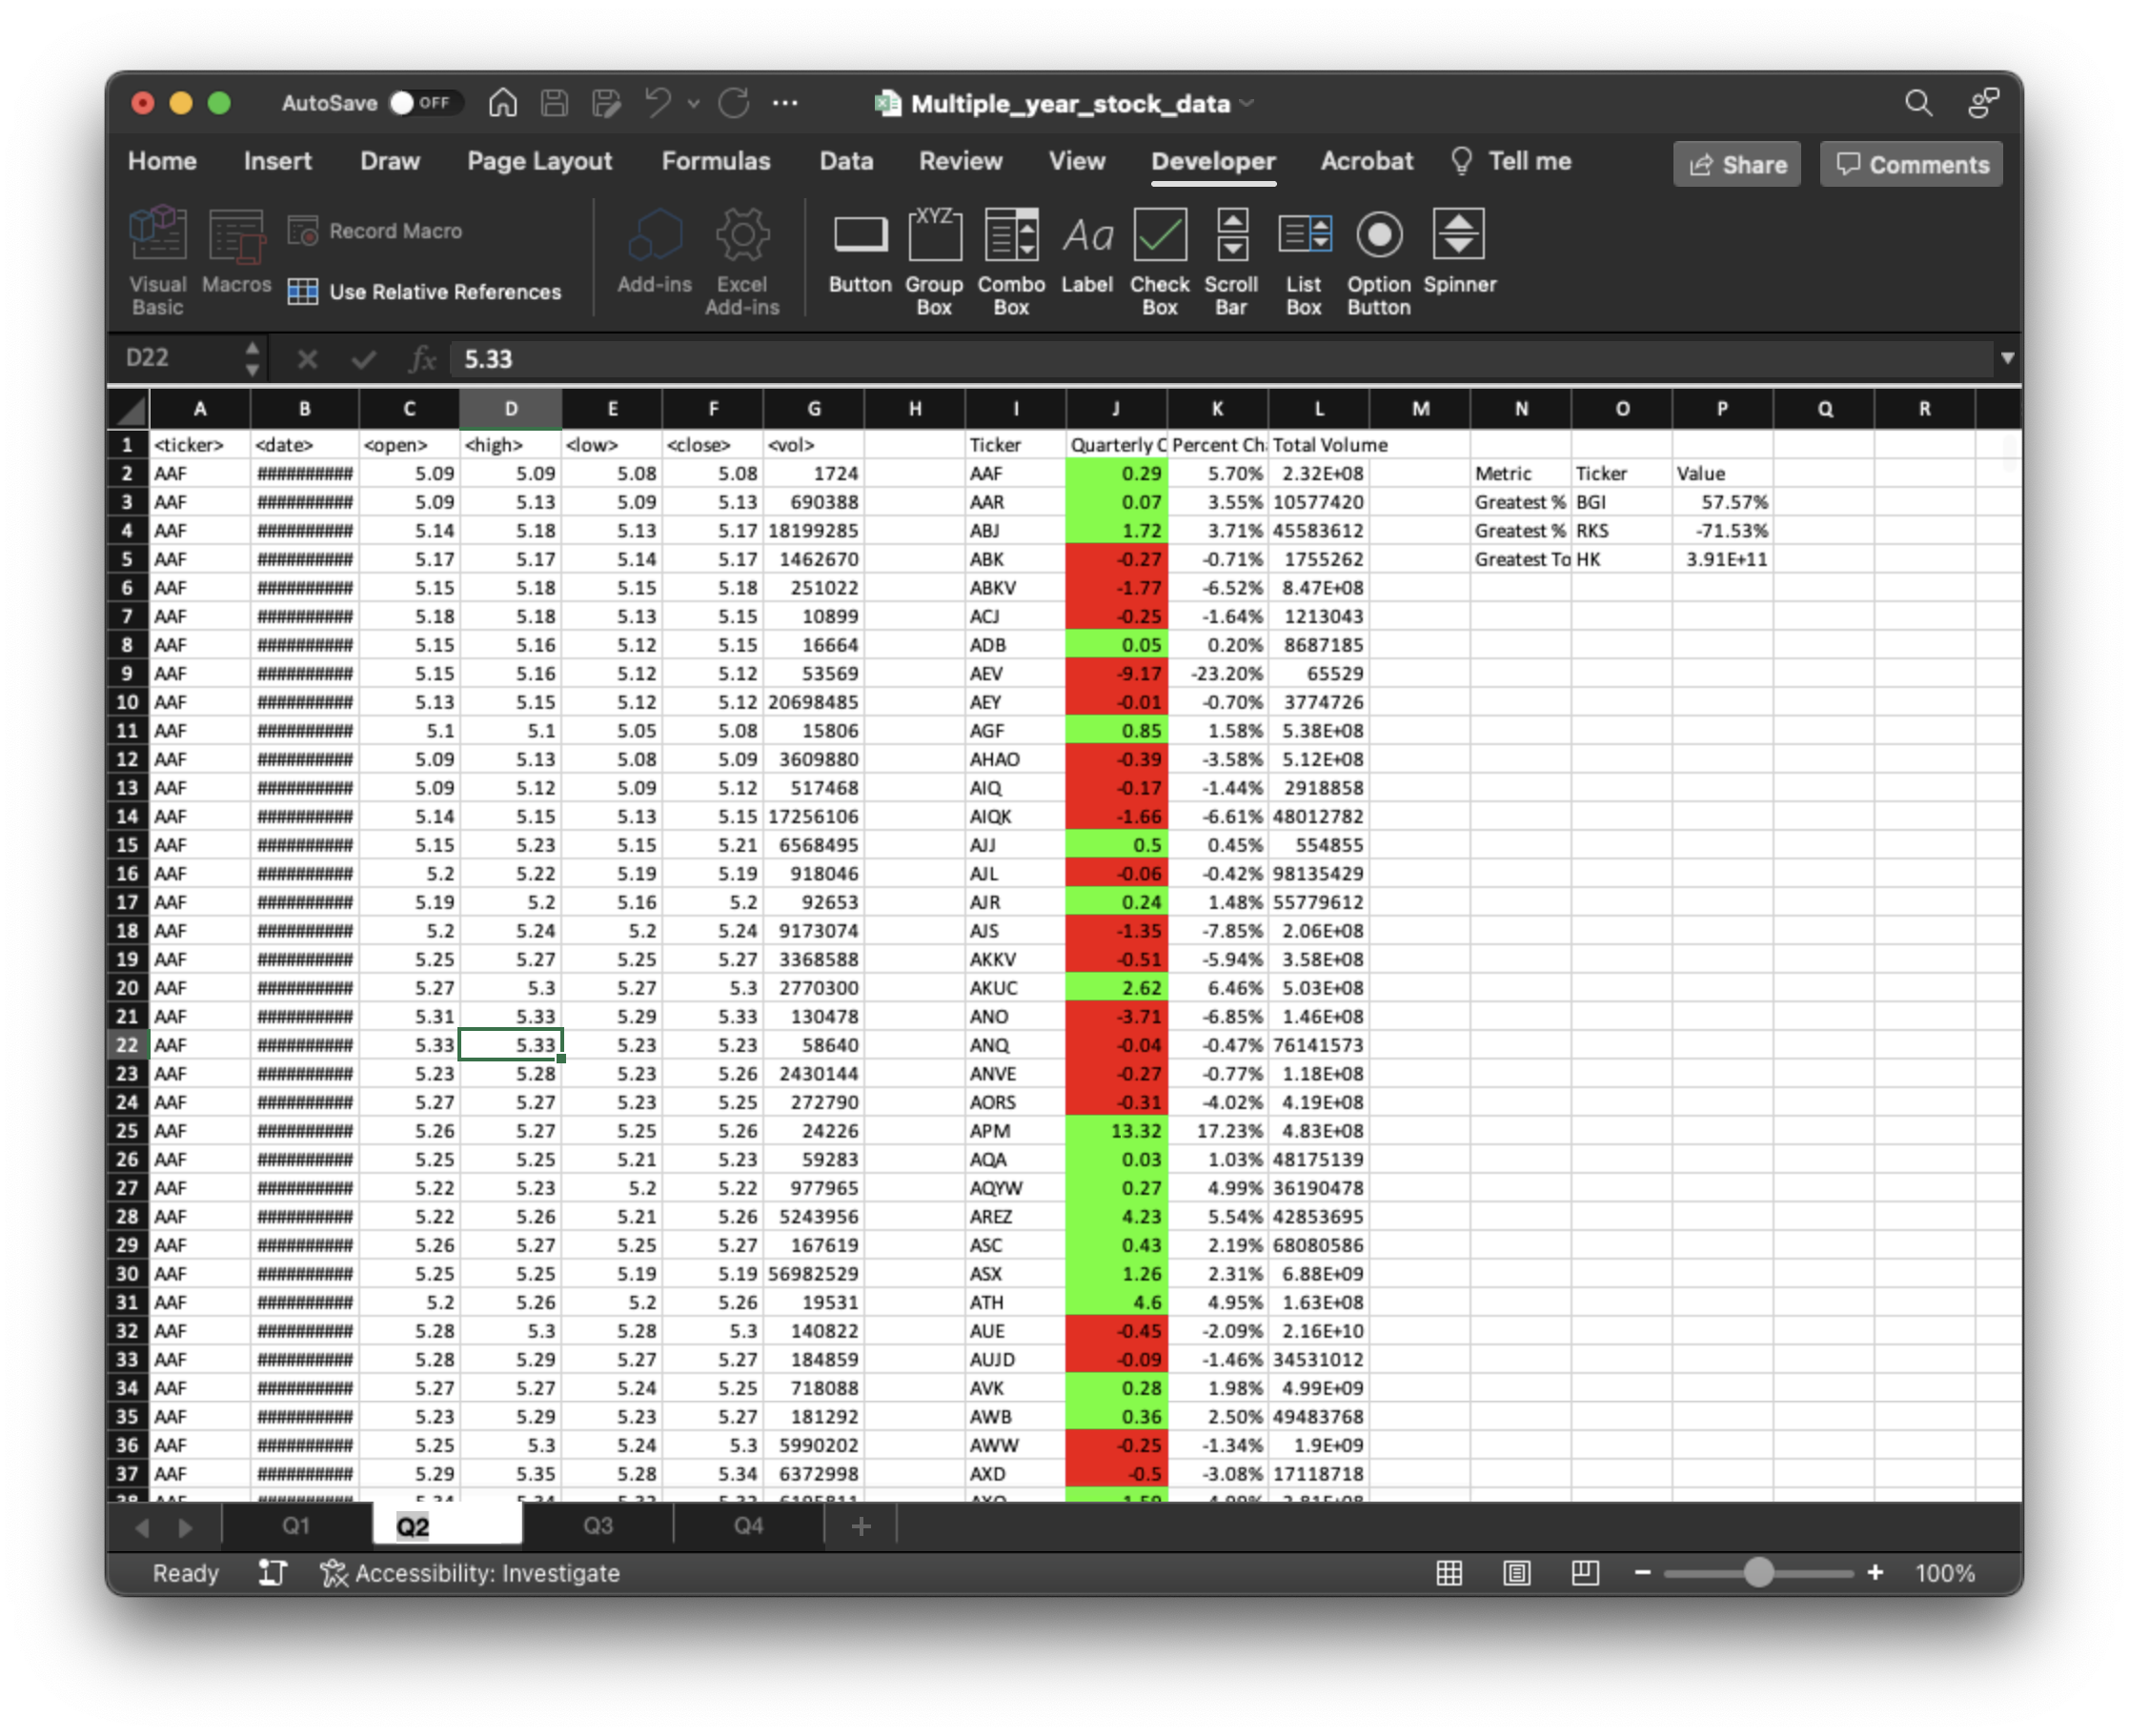 AutoSave OFF Multiple_year_stock_data
Home Insert Draw Page Layout Formulas Data Review View Developer Acrobat Tell me Share Comments
Visual Basic Macros Record Macro Use Relative References Add-ins Excel Add-ins Button Group Box Combo Box Label Check Box Scroll Bar List Box Option Button Spinner
XYZ Aa
D22 fx 5.33
A B C D E F G H I J K L M N O P Q R
1 <ticker> <date> <open> <high> <low> <close> <vol> Ticker Quarterly C Percent Ch Total Volume
2 AAF ########## 5.09 5.09 5.08 5.08 1724 AAF 0.29 5.70% 2.32E+08 Metric Ticker Value
3 AAF ########## 5.09 5.13 5.09 5.13 690388 AAR 0.07 3.55% 10577420 Greatest % BGI 57.57%
4 AAF ########## 5.14 5.18 5.13 5.17 18199285 ABJ 1.72 3.71% 45583612 Greatest % RKS -71.53%
5 AAF ########## 5.17 5.17 5.14 5.17 1462670 ABK -0.27 -0.71% 1755262 Greatest To HK 3.91E+11
6 AAF ########## 5.15 5.18 5.15 5.18 251022 ABKV -1.77 -6.52% 8.47E+08
7 AAF ########## 5.18 5.18 5.13 5.15 10899 ACJ -0.25 -1.64% 1213043
8 AAF ########## 5.15 5.16 5.12 5.15 16664 ADB 0.05 0.20% 8687185
9 AAF ########## 5.15 5.16 5.12 5.12 53569 AEV -9.17 -23.20% 65529
10 AAF ########## 5.13 5.15 5.12 5.12 20698485 AEY -0.01 -0.70% 3774726
11 AAF ########## 5.1 5.1 5.05 5.08 15806 AGF 0.85 1.58% 5.38E+08
12 AAF ########## 5.09 5.13 5.08 5.09 3609880 AHAO -0.39 -3.58% 5.12E+08
13 AAF ########## 5.09 5.12 5.09 5.12 517468 AIQ -0.17 -1.44% 2918858
14 AAF ########## 5.14 5.15 5.13 5.15 17256106 AIQK -1.66 -6.61% 48012782
15 AAF ########## 5.15 5.23 5.15 5.21 6568495 AJJ 0.5 0.45% 554855
16 AAF ########## 5.2 5.22 5.19 5.19 918046 AJL -0.06 -0.42% 98135429
17 AAF ########## 5.19 5.2 5.16 5.2 92653 AJR 0.24 1.48% 55779612
18 AAF ########## 5.2 5.24 5.2 5.24 9173074 AJS -1.35 -7.85% 2.06E+08
19 AAF ########## 5.25 5.27 5.25 5.27 3368588 AKKV -0.51 -5.94% 3.58E+08
20 AAF ########## 5.27 5.3 5.27 5.3 2770300 AKUC 2.62 6.46% 5.03E+08
21 AAF ########## 5.31 5.33 5.29 5.33 130478 ANO -3.71 -6.85% 1.46E+08
22 AAF ########## 5.33 5.33 5.23 5.23 58640 ANQ -0.04 -0.47% 76141573
23 AAF ########## 5.23 5.28 5.23 5.26 2430144 ANVE -0.27 -0.77% 1.18E+08
24 AAF ########## 5.27 5.27 5.23 5.25 272790 AORS -0.31 -4.02% 4.19E+08
25 AAF ########## 5.26 5.27 5.25 5.26 24226 APM 13.32 17.23% 4.83E+08
26 AAF ########## 5.25 5.25 5.21 5.23 59283 AQA 0.03 1.03% 48175139
27 AAF ########## 5.22 5.23 5.2 5.22 977965 AQYW 0.27 4.99% 36190478
28 AAF ########## 5.22 5.26 5.21 5.26 5243956 AREZ 4.23 5.54% 42853695
29 AAF ########## 5.26 5.27 5.25 5.27 167619 ASC 0.43 2.19% 68080586
30 AAF ########## 5.25 5.25 5.19 5.19 56982529 ASX 1.26 2.31% 6.88E+09
31 AAF ########## 5.2 5.26 5.2 5.26 19531 ATH 4.6 4.95% 1.63E+08
32 AAF ########## 5.28 5.3 5.28 5.3 140822 AUE -0.45 -2.09% 2.16E+10
33 AAF ########## 5.28 5.29 5.27 5.27 184859 AUJD -0.09 -1.46% 34531012
34 AAF ########## 5.27 5.27 5.24 5.25 718088 AVK 0.28 1.98% 4.99E+09
35 AAF ########## 5.23 5.29 5.23 5.27 181292 AWB 0.36 2.50% 49483768
36 AAF ########## 5.25 5.3 5.24 5.3 5990202 AWW -0.25 -1.34% 1.9E+09
37 AAF ########## 5.29 5.35 5.28 5.34 6372998 AXD -0.5 -3.08% 17118718
Q1 Q2 Q3 Q4
Ready Accessibility: Investigate 100%